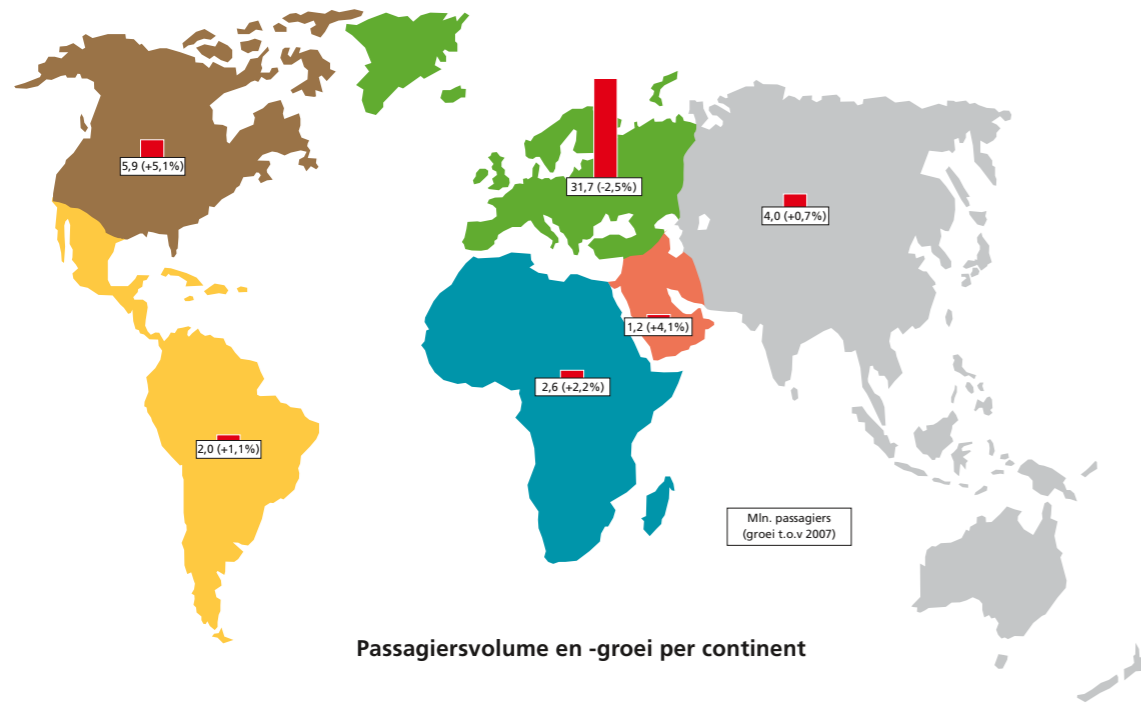 5,9 (+5,1%)
31,7 (-2,5%)
4,0 (+0,7%)
1,2 (+4,1%)
2,6 (+2,2%)
2,0 (+1,1%)
Mln. passagiers
(groei t.o.v 2007)
Passagiersvolume en -groei per continent